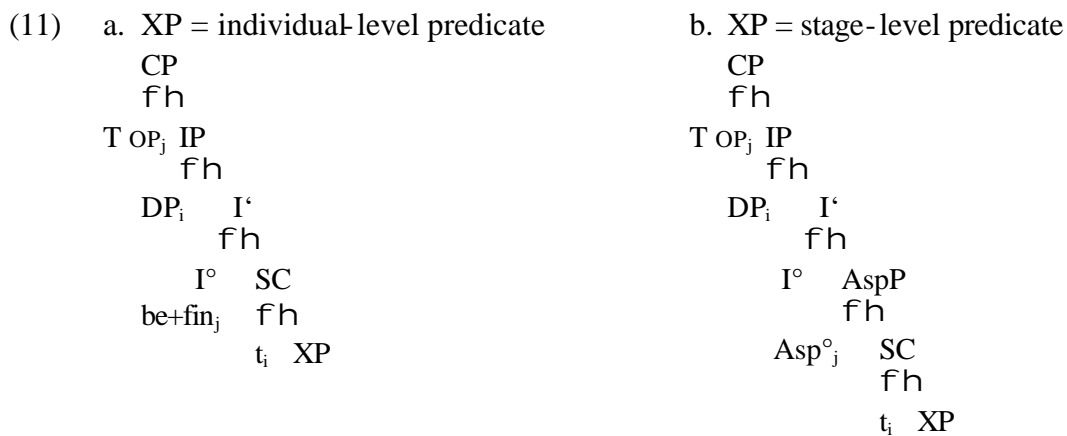 (11) a. XP = individual-level predicate b. XP = stage-level predicate
CP CP
fh fh
T OPj IP T OPj IP
fh fh
DPi I‘ DPi I‘
fh fh
I° SC I° AspP
be+finj fh fh
ti XP Asp°j SC
fh
ti XP